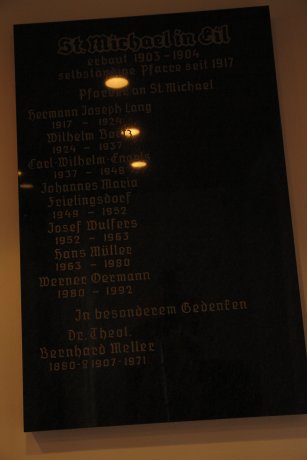 St. Michael in Eil
erbaut 1903 - 1904
selbständige Pfarre seit 1917
Pfarrer an St. Michael
Hermann Joseph Lang
1917 - 1924
Wilhelm
1924 - 1937
Carl-Wilhelm
1937 - 1948
Johannes Maria
Frielingsdorf
1949 - 1952
Josef Wulfers
1952 - 1963
Hans Müller
1963 - 1980
Werner Oermann
1980 - 1992
In besonderem Gedenken
Dr. Theol.
Bernhard Meller